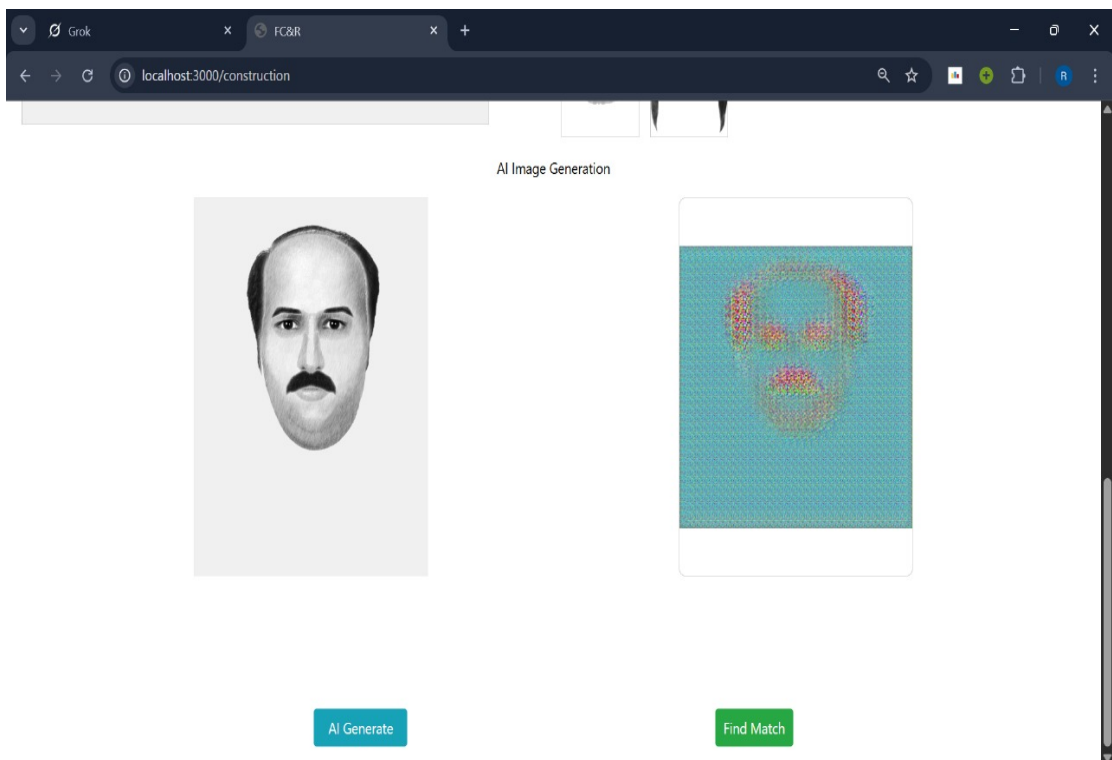 Grok
FC&R
localhost:3000/construction
R
AI Image Generation
AI Generate
Find Match